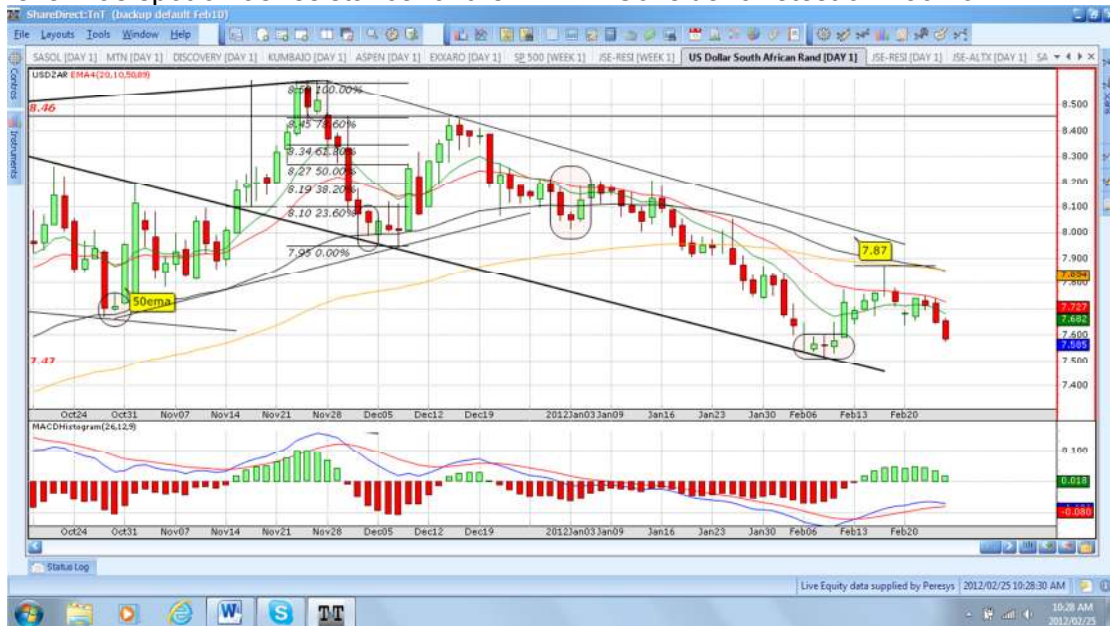 ShareDirect:TnT (backup default Feb10)
File Layouts Tools Window Help
SASOL [DAY 1] MTN [DAY 1] DISCOVERY [DAY 1] KUMBAIO [DAY 1] ASPEN [DAY 1] EXXARO [DAY 1] SP 500 [WEEK 1] JSE-RESI [WEEK 1] US Dollar South African Rand [DAY 1] JSE-RESI [DAY 1] JSE-ALTX [DAY 1] SA
Controls
Instruments
USDZAR EMA4(20,10,50,89)
8.46
8.59 100.00%
8.45 78.60%
8.34 61.80%
8.27 50.00%
8.19 38.20%
8.10 23.60%
7.95 0.00%
50ema
7.87
7.47
8.500
8.400
8.300
8.200
8.100
8.000
7.900
7.894
7.800
7.727
7.682
7.600
7.585
7.500
7.400
Oct24 Oct31 Nov07 Nov14 Nov21 Nov28 Dec05 Dec12 Dec19 2012Jan03 Jan09 Jan16 Jan23 Jan30 Feb06 Feb13 Feb20
MACDHistogram(26,12,9)
0.100
0.018
-0.080
Oct24 Oct31 Nov07 Nov14 Nov21 Nov28 Dec05 Dec12 Dec19 2012Jan03 Jan09 Jan16 Jan23 Jan30 Feb06 Feb13 Feb20
Status Log
Live Equity data supplied by Peresys 2012/02/25 10:28:30 AM
W S TT
10:28 AM
2012/02/25